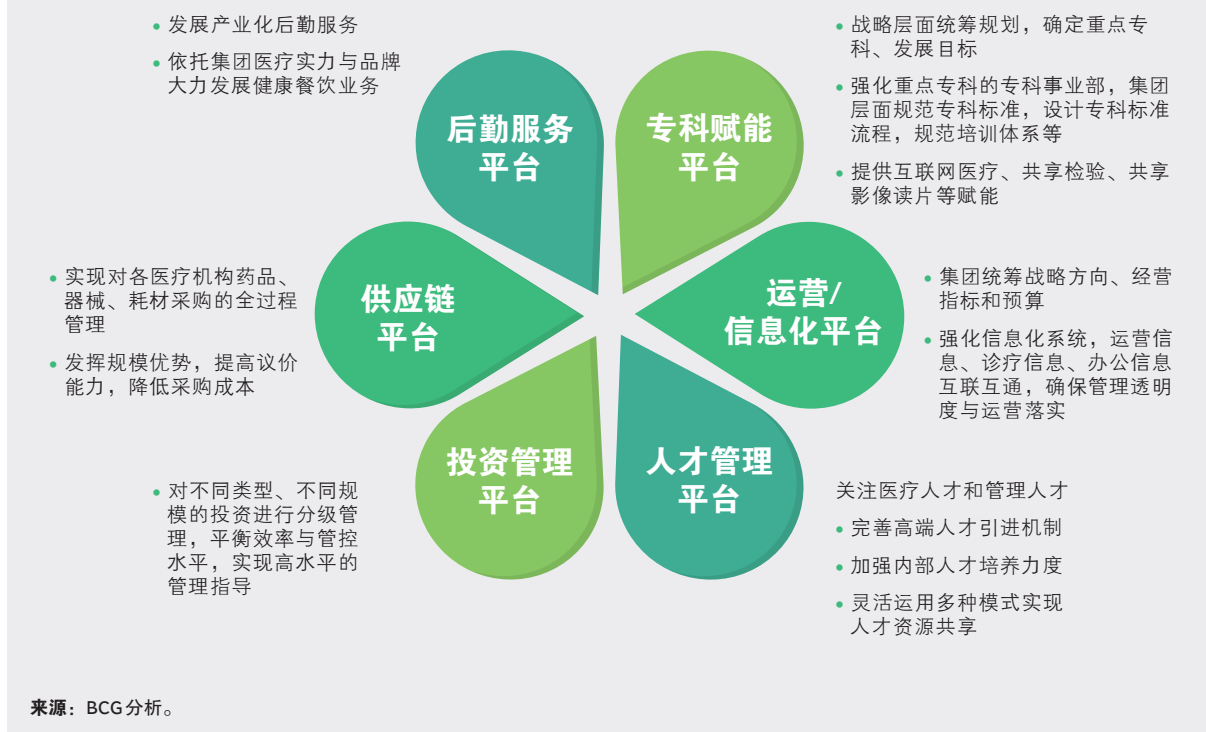 • 发展产业化后勤服务
• 依托集团医疗实力与品牌
大力发展健康餐饮业务
后勤服务
平台
专科赋能
平台
• 战略层面统筹规划，确定重点专
科、发展目标
• 强化重点专科的专科事业部，集团
层面规范专科标准，设计专科标准
流程，规范培训体系等
• 提供互联网医疗、共享检验、共享
影像读片等赋能
• 实现对各医疗机构药品、
器械、耗材采购的全过程
管理
• 发挥规模优势，提高议价
能力，降低采购成本
供应链
平台
运营/
信息化平台
• 集团统筹战略方向、经营
指标和预算
• 强化信息化系统，运营信
息、诊疗信息、办公信息
互联互通，确保管理透明
度与运营落实
• 对不同类型、不同规
模的投资进行分级管
理，平衡效率与管控
水平，实现高水平的
管理指导
投资管理
平台
人才管理
平台
关注医疗人才和管理人才
• 完善高端人才引进机制
• 加强内部人才培养力度
• 灵活运用多种模式实现
人才资源共享
来源：BCG分析。